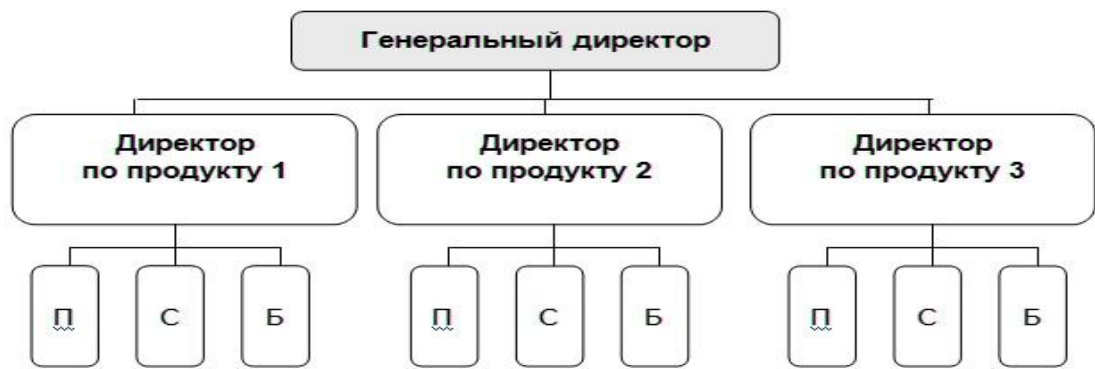 Генеральный директор
Директор
по продукту 1
Директор
по продукту 2
Директор
по продукту 3
П
С
Б
П
С
Б
П
С
Б